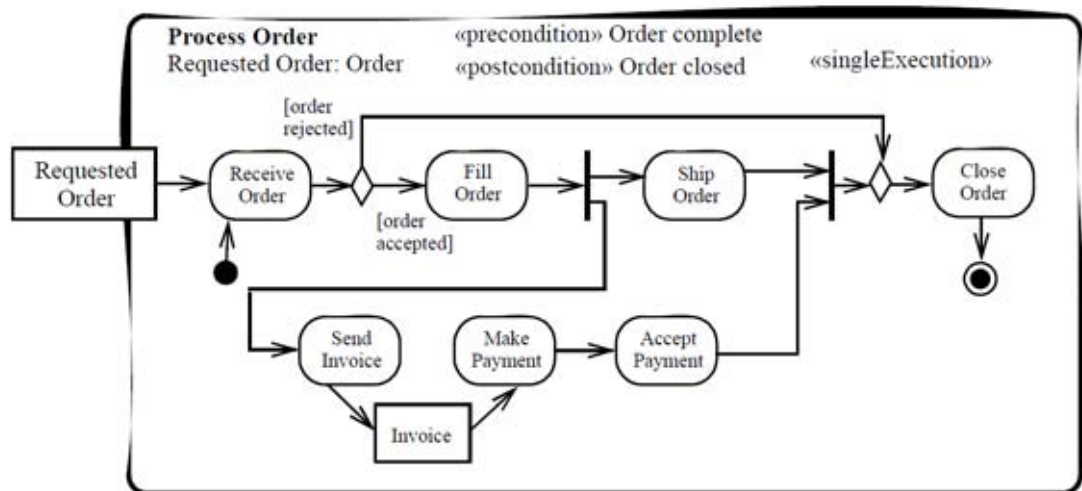 Process Order
«precondition» Order complete
Requested Order: Order
«postcondition» Order closed
«singleExecution»
[order
rejected]
Requested
Order
Receive
Order
Fill
Order
Ship
Order
Close
Order
[order
accepted]
Send
Invoice
Make
Payment
Accept
Payment
Invoice